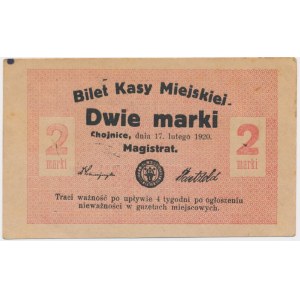 Bilet Kasy Miejskiej.
Dwie marki
Chojnice, dnia 17. lutego 1920.
2 Magistrat. 2
marki marki
Traci ważność po upływie 4 tygodni po ogłoszeniu
nieważności w gazetach miejscowych.